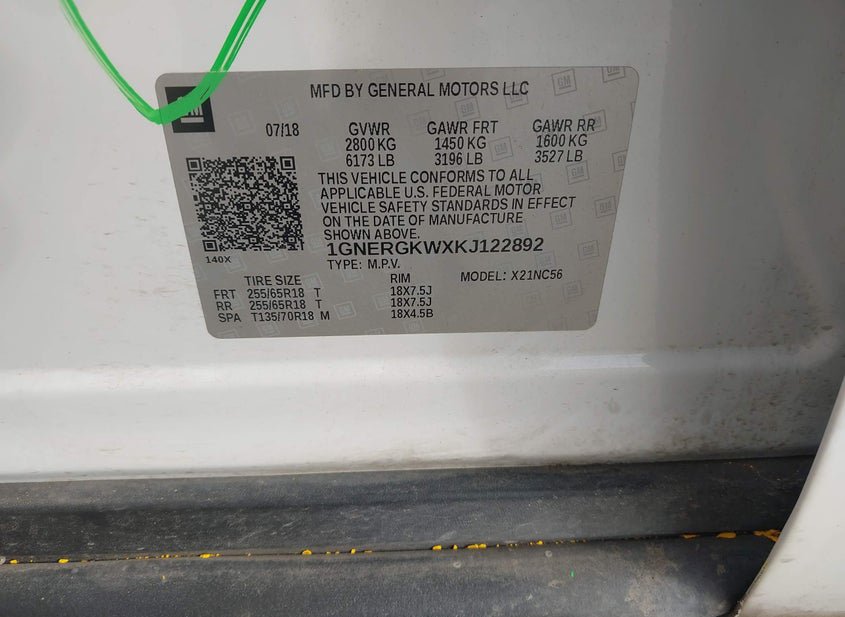 MFD BY GENERAL MOTORS LLC
GM
07/18 GVWR GAWR FRT GAWR RR
2800 KG 1450 KG 1600 KG
6173 LB 3196 LB 3527 LB
THIS VEHICLE CONFORMS TO ALL
APPLICABLE U.S. FEDERAL MOTOR
VEHICLE SAFETY STANDARDS IN EFFECT
ON THE DATE OF MANUFACTURE
SHOWN ABOVE.
1GNERGKWXKJ122892
140X
TYPE: M.P.V. MODEL: X21NC56
TIRE SIZE RIM
FRT 255/65R18 T 18X7.5J
RR 255/65R18 T 18X7.5J
SPA T135/70R18 M 18X4.5B